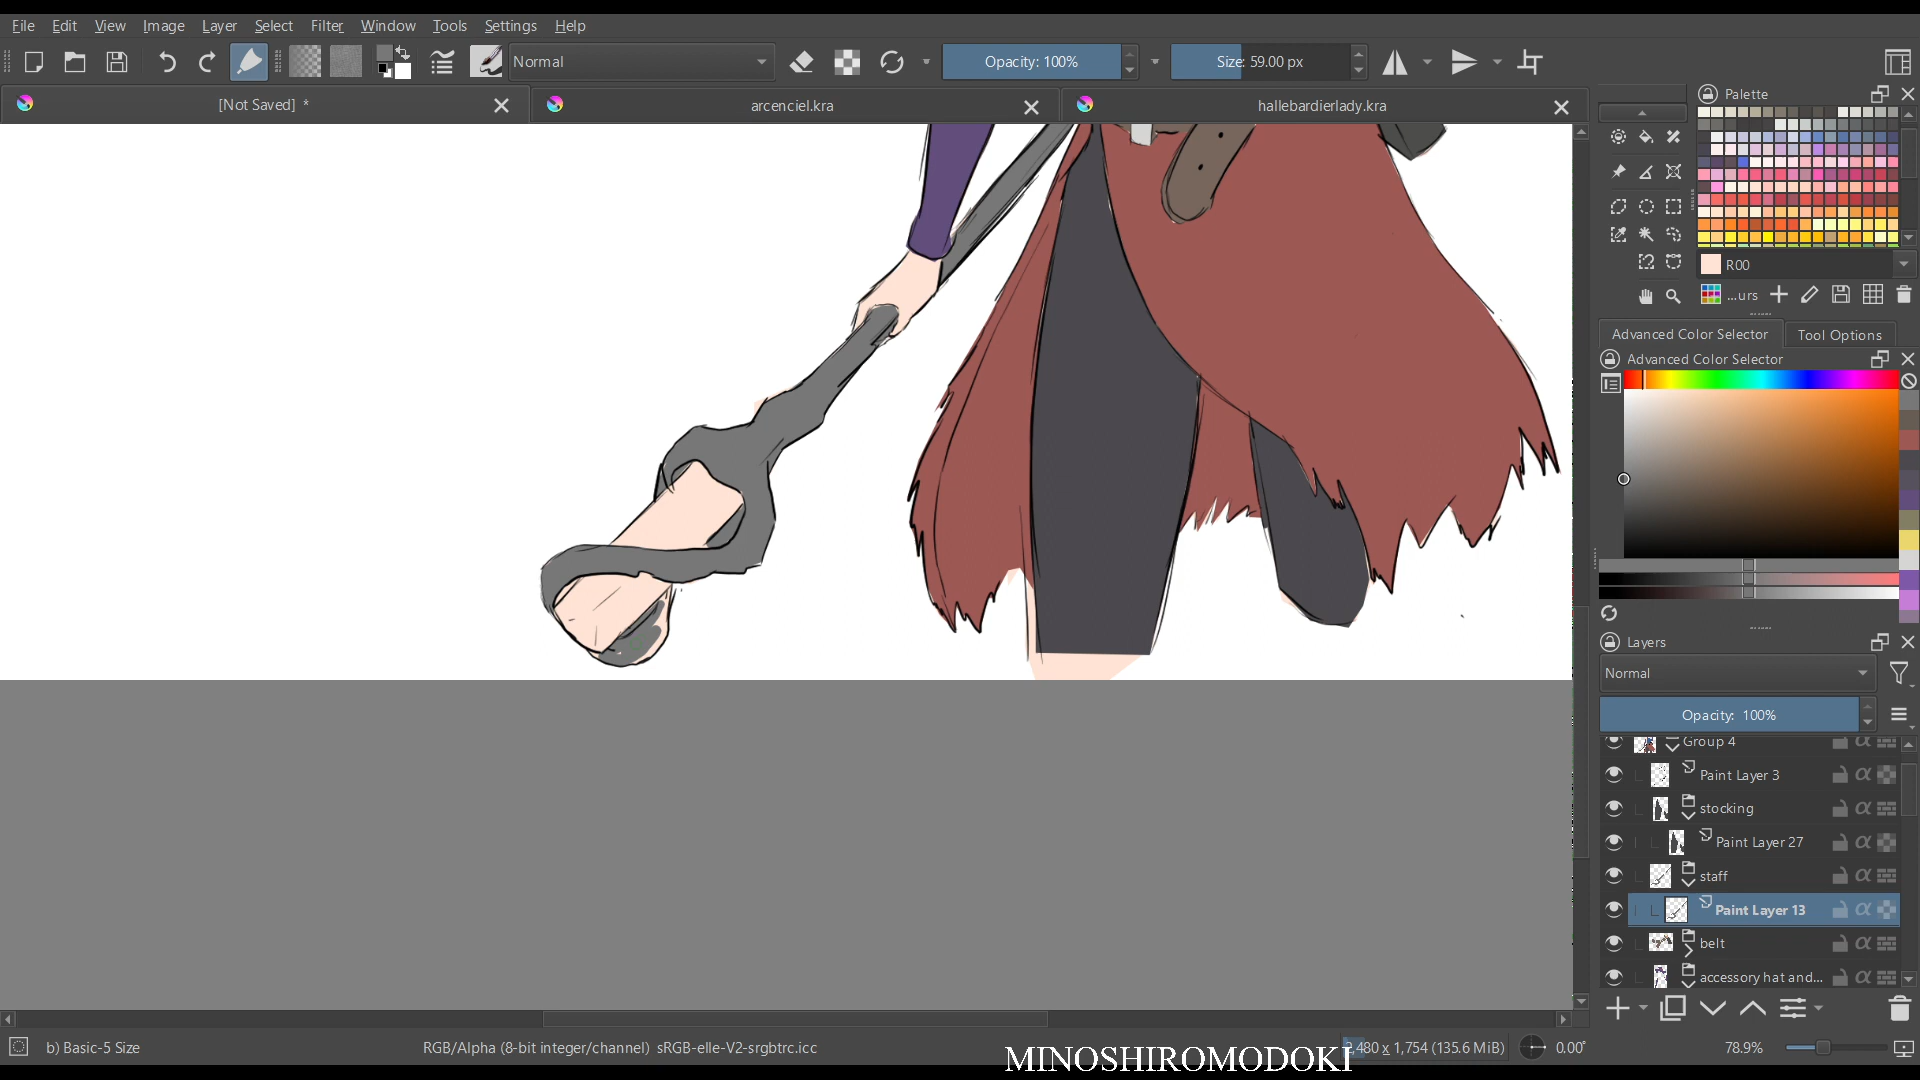 File Edit View Image Layer Select Filter Window Tools Settings Help
Normal Opacity: 100% Size: 59.00 px
[Not Saved] * arcenciel.kra hallebardierlady.kra
Palette
R00
...urs
Advanced Color Selector Tool Options
Advanced Color Selector
Layers
Normal
Opacity: 100%
Group 4
Paint Layer 3
stocking
Paint Layer 27
staff
Paint Layer 13
belt
accessory hat and...
b) Basic-5 Size RGB/Alpha (8-bit integer/channel) sRGB-elle-V2-srgbtrc.icc 2,480 x 1,754 (135.6 MiB) 0.00° 78.9%
MINOSHIROMODOKI